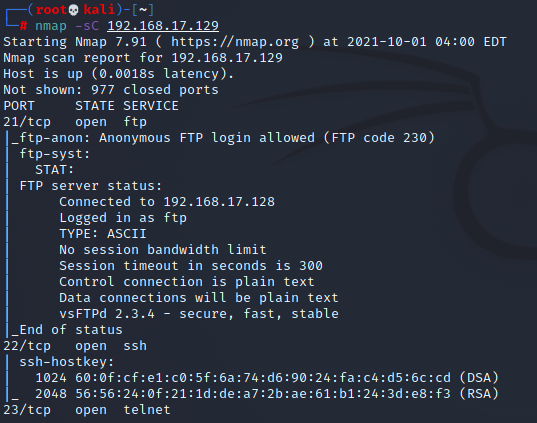 ┌──(root💀kali)-[~]
└─# nmap -sC 192.168.17.129
Starting Nmap 7.91 ( https://nmap.org ) at 2021-10-01 04:00 EDT
Nmap scan report for 192.168.17.129
Host is up (0.0018s latency).
Not shown: 977 closed ports
PORT     STATE SERVICE
21/tcp   open  ftp
|_ftp-anon: Anonymous FTP login allowed (FTP code 230)
| ftp-syst:
|   STAT:
| FTP server status:
|      Connected to 192.168.17.128
|      Logged in as ftp
|      TYPE: ASCII
|      No session bandwidth limit
|      Session timeout in seconds is 300
|      Control connection is plain text
|      Data connections will be plain text
|      vsFTPd 2.3.4 - secure, fast, stable
|_End of status
22/tcp   open  ssh
| ssh-hostkey:
|   1024 60:0f:cf:e1:c0:5f:6a:74:d6:90:24:fa:c4:d5:6c:cd (DSA)
|_  2048 56:56:24:0f:21:1d:de:a7:2b:ae:61:b1:24:3d:e8:f3 (RSA)
23/tcp   open  telnet